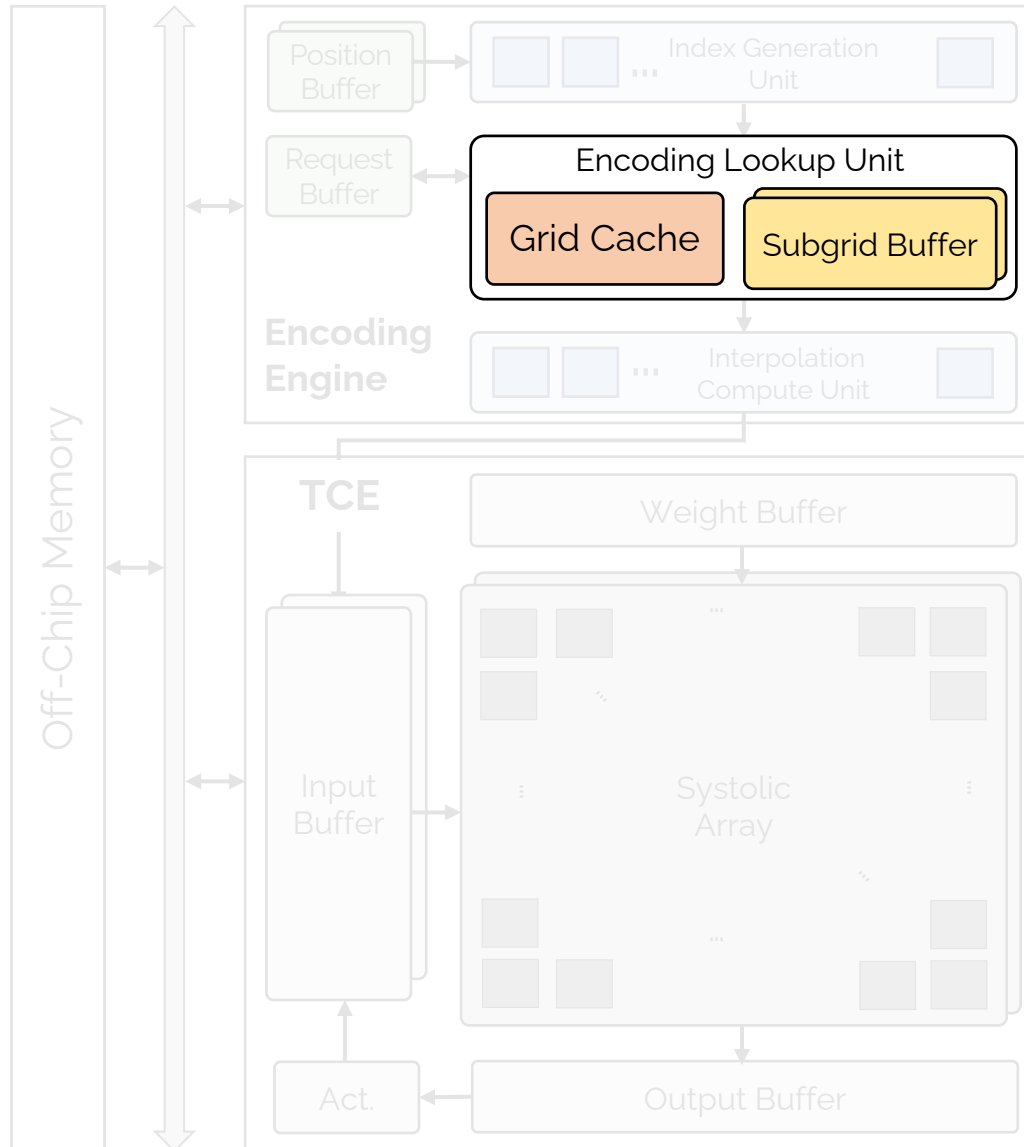 Off-Chip Memory
Position
Buffer
Index Generation
Unit
Request
Buffer
Encoding Lookup Unit
Grid Cache
Subgrid Buffer
Encoding
Engine
Interpolation
Compute Unit
TCE
Weight Buffer
Input
Buffer
Systolic
Array
Act.
Output Buffer